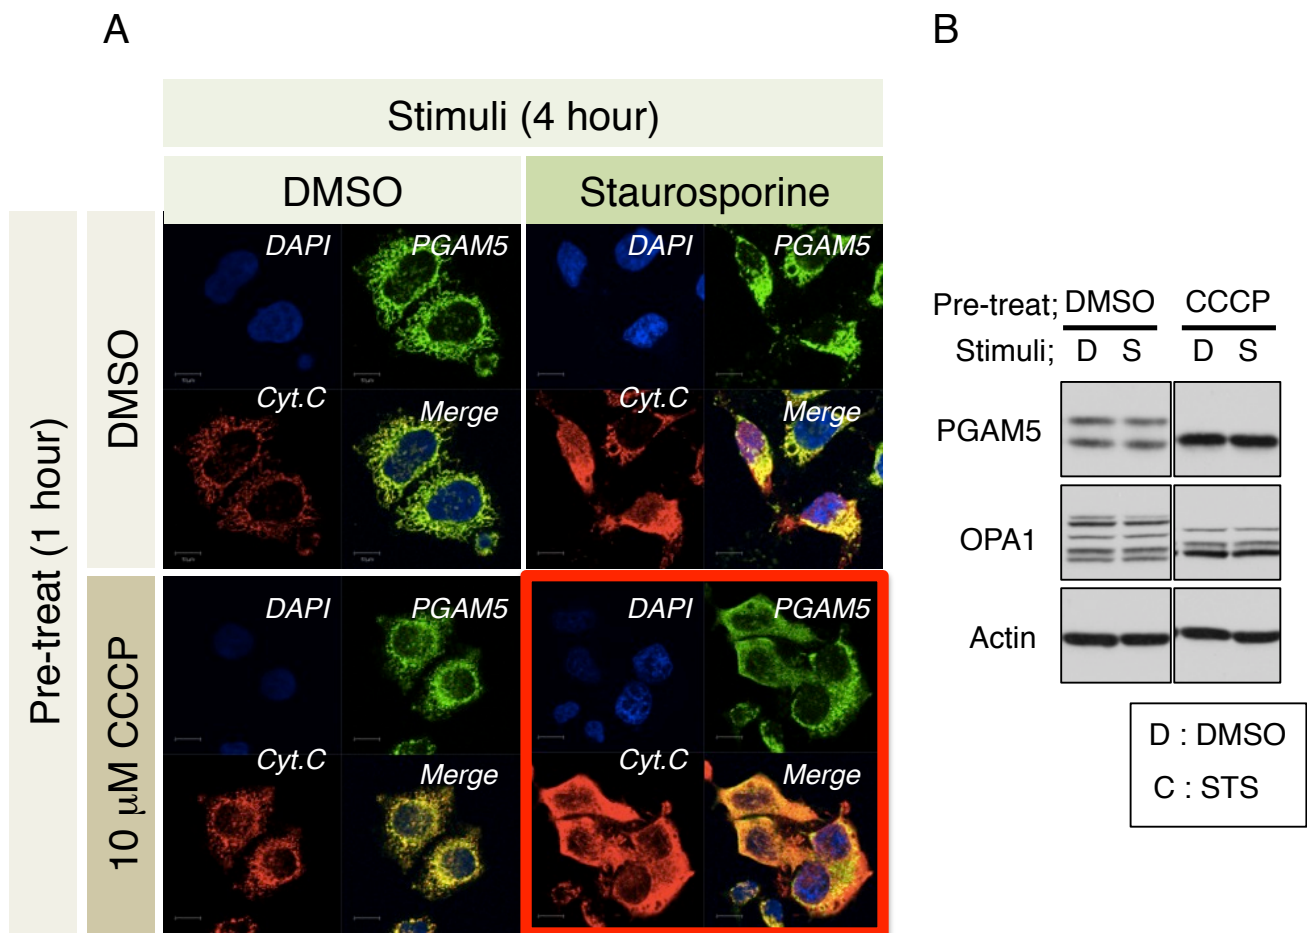 A
B
Stimuli (4 hour)
DMSO
Staurosporine
Pre-treat (1 hour)
DMSO
DAPI
PGAM5
DAPI
PGAM5
Cyt.C
Merge
Cyt.C
Merge
10 μM CCCP
DAPI
PGAM5
DAPI
PGAM5
Cyt.C
Merge
Cyt.C
Merge
Pre-treat; DMSO CCCP
Stimuli; D S D S
PGAM5
OPA1
Actin
D : DMSO
C : STS